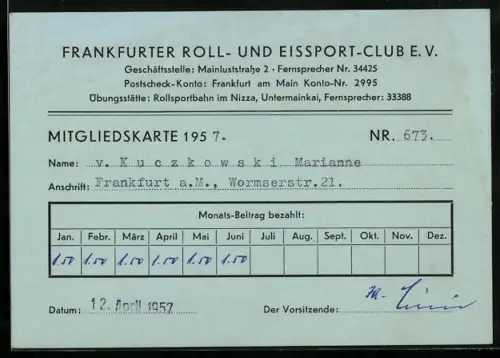 FRANKFURTER ROLL- UND EISSPORT-CLUB E. V.
Geschäftsstelle: Mainluststraße 2 · Fernsprecher Nr. 34425
Postscheck-Konto: Frankfurt am Main Konto-Nr. 2995
Übungsstätte: Rollsportbahn im Nizza, Untermainkai, Fernsprecher: 33388
MITGLIEDSKARTE 1957. NR. 673.
Name: v. Kuczkowski Marianne
Anschrift: Frankfurt a.M., Wormserstr.21.
Monats-Beitrag bezahlt:
Jan. Febr. März April Mai Juni Juli Aug. Sept. Okt. Nov. Dez.
1.50 1.50 1.50 1.50 1.50 1.50
Datum: 12. April 1957 Der Vorsitzende: